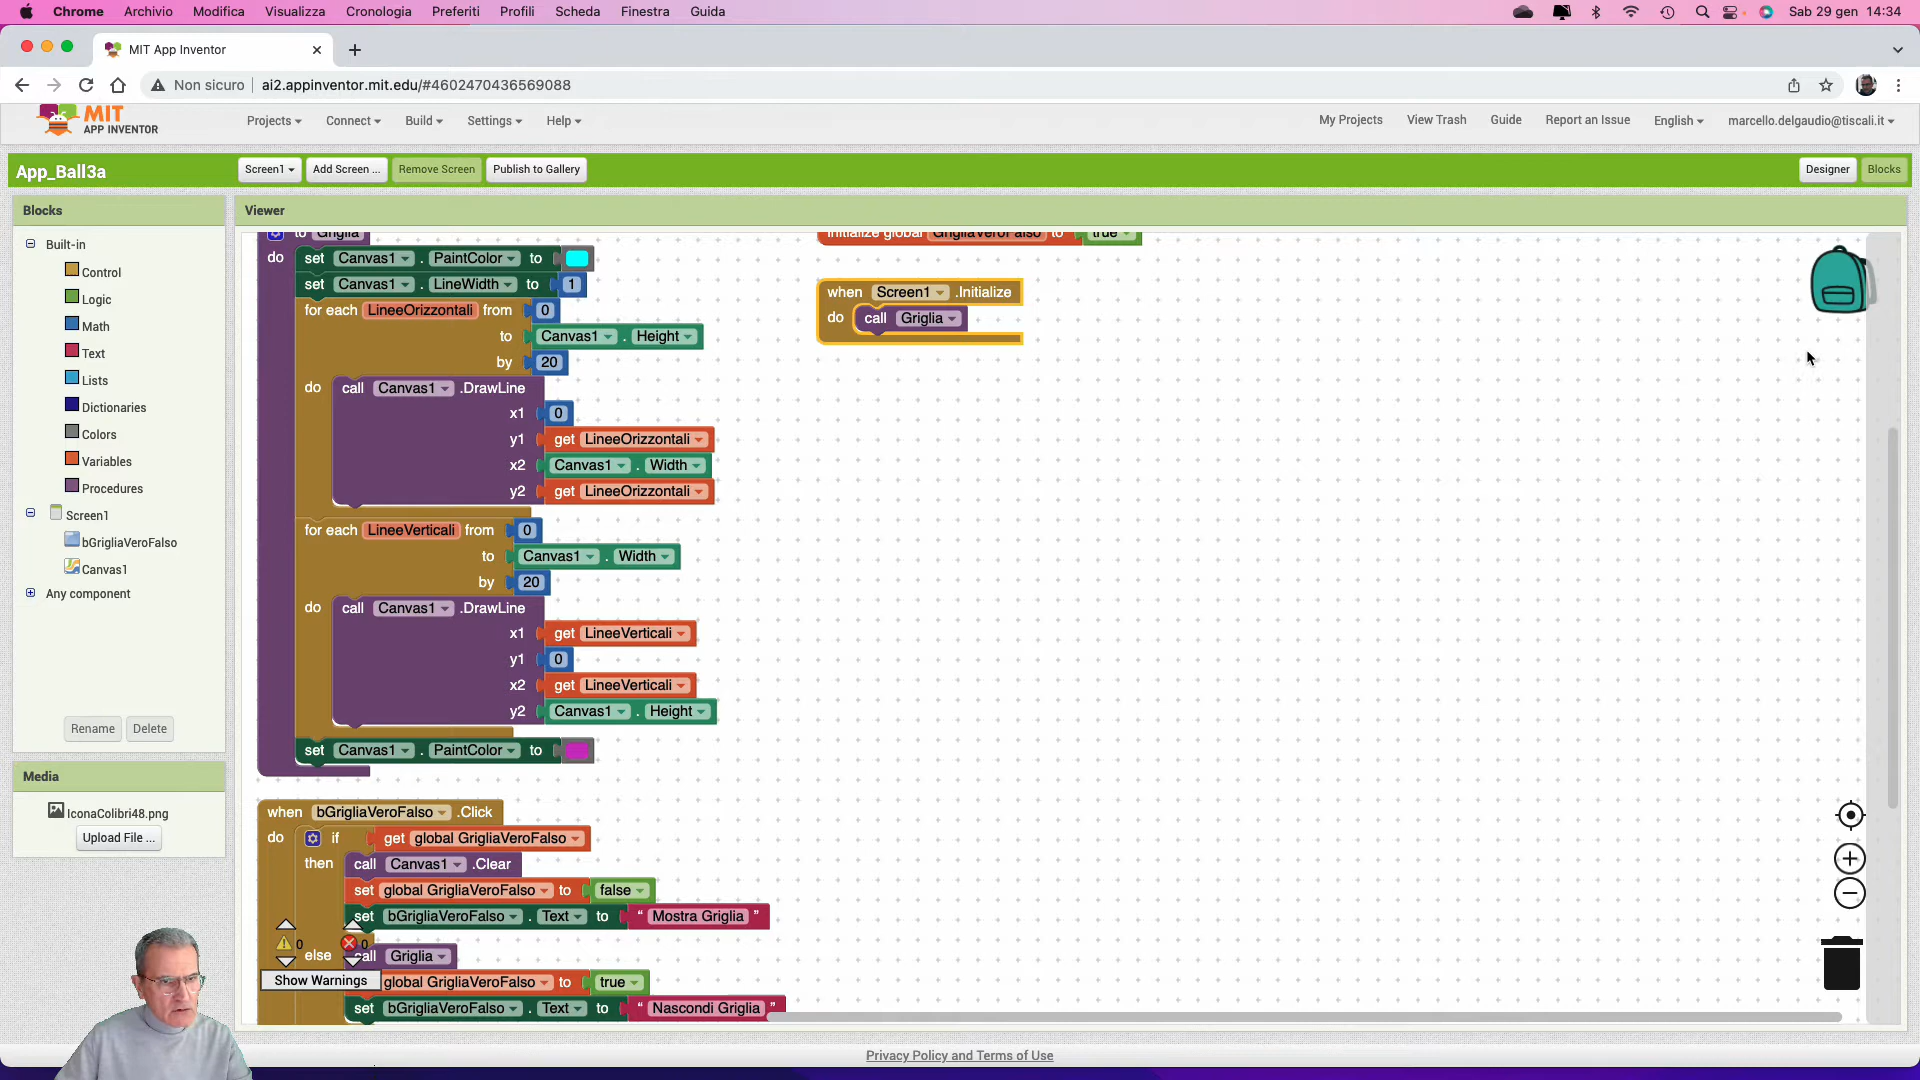 Chrome Archivio Modifica Visualizza Cronologia Preferiti Profili Scheda Finestra Guida Sab 29 gen 14:34
MIT App Inventor
Non sicuro ai2.appinventor.mit.edu/#4602470436569088
MIT
APP INVENTOR
Projects Connect Build Settings Help My Projects View Trash Guide Report an Issue English marcello.delgaudio@tiscali.it
App_Ball3a Screen1 Add Screen ... Remove Screen Publish to Gallery Designer Blocks
Blocks
Built-in
Control
Logic
Math
Text
Lists
Dictionaries
Colors
Variables
Procedures
Screen1
bGrigliaVeroFalso
Canvas1
Any component
Rename Delete
Media
IconaColibri48.png
Upload File ...
Viewer
to Griglia
do set Canvas1 . PaintColor to
set Canvas1 . LineWidth to 1
for each LineeOrizzontali from 0
to Canvas1 . Height
by 20
do call Canvas1 .DrawLine
x1 0
y1 get LineeOrizzontali
x2 Canvas1 . Width
y2 get LineeOrizzontali
for each LineeVerticali from 0
to Canvas1 . Width
by 20
do call Canvas1 .DrawLine
x1 get LineeVerticali
y1 0
x2 get LineeVerticali
y2 Canvas1 . Height
set Canvas1 . PaintColor to
initialize global GrigliaVeroFalso to true
when Screen1 .Initialize
do call Griglia
when bGrigliaVeroFalso .Click
do if get global GrigliaVeroFalso
then call Canvas1 .Clear
set global GrigliaVeroFalso to false
set bGrigliaVeroFalso . Text to " Mostra Griglia "
else call Griglia
global GrigliaVeroFalso to true
set bGrigliaVeroFalso . Text to " Nascondi Griglia "
0 0
Show Warnings
Privacy Policy and Terms of Use